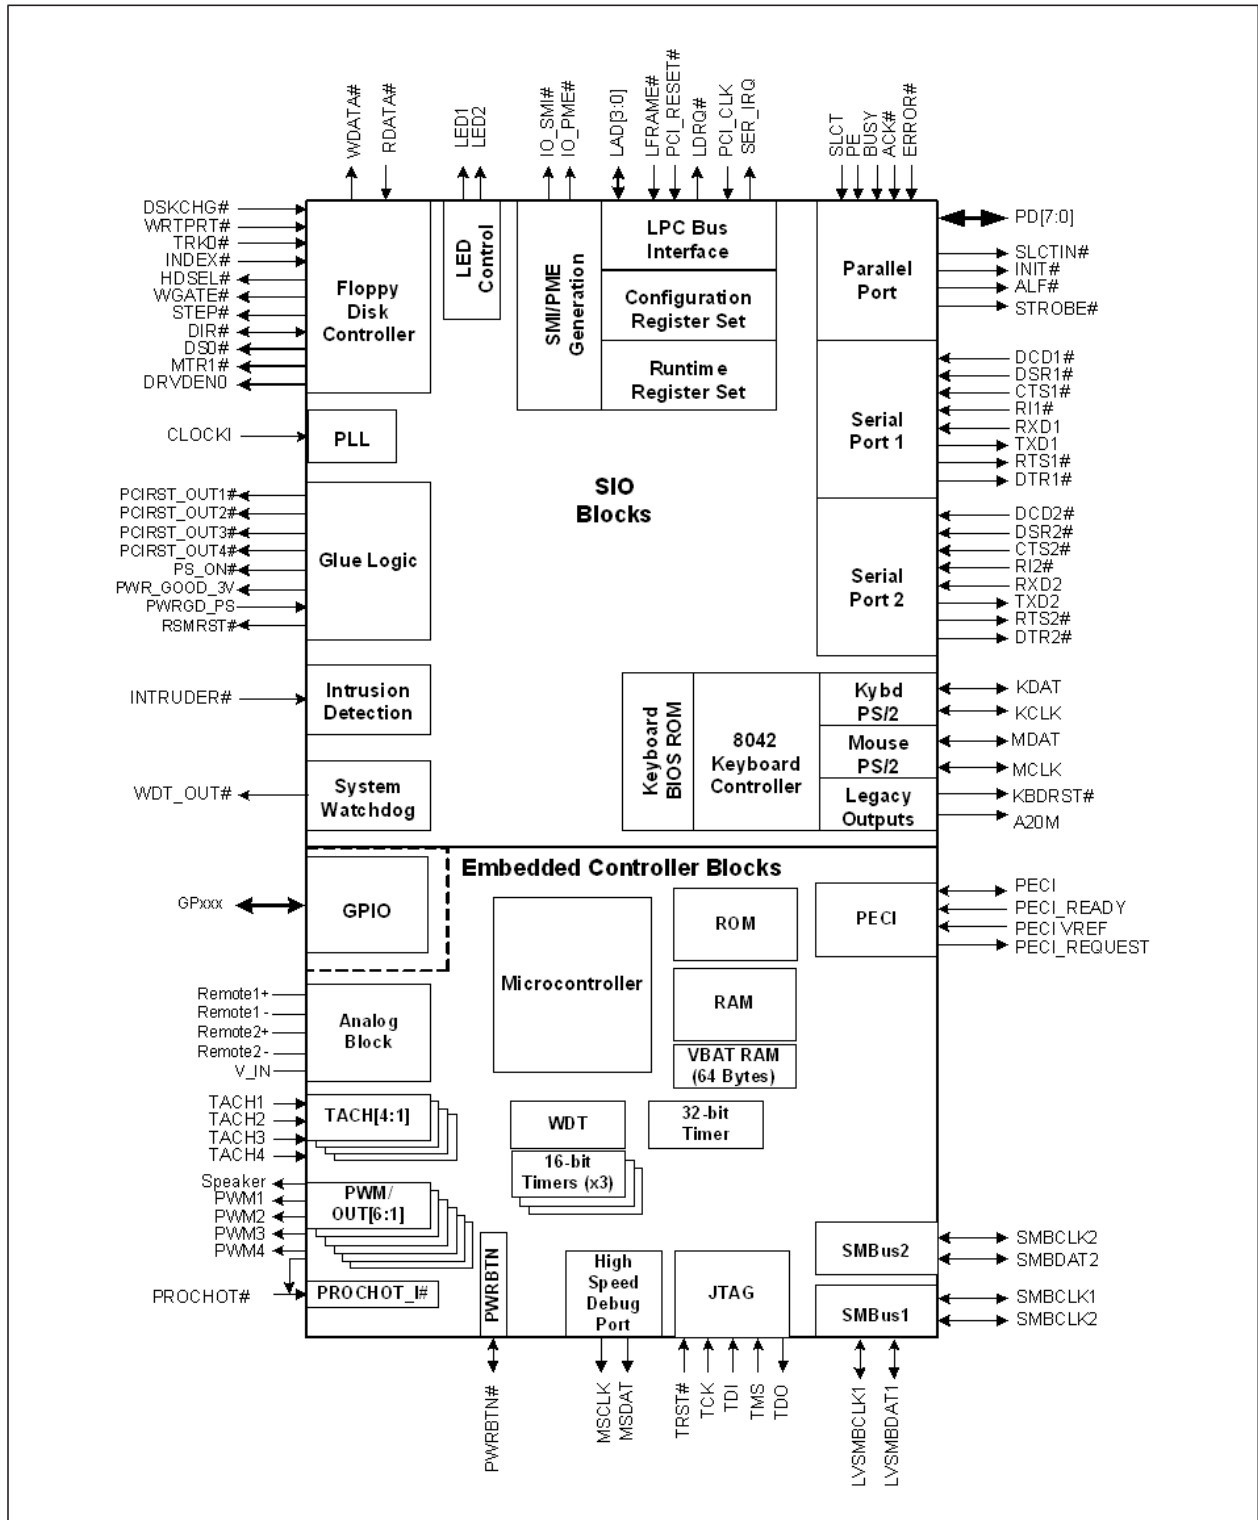 WDATA#
RDATA#
LED1
LED2
IO_SMI#
IO_PME#
LAD[3:0]
LFRAME#
PCI_RESET#
LDRQ#
PCI_CLK
SER_IRQ
SLCT
PE
BUSY
ACK#
ERROR#
DSKCHG#
WRTPRT#
TRK0#
INDEX#
HDSEL#
WGATE#
STEP#
DIR#
DS0#
MTR1#
DRVDEN0
Floppy
Disk
Controller
LED
Control
SMI/PME
Generation
LPC Bus
Interface
Configuration
Register Set
Runtime
Register Set
Parallel
Port
PD[7:0]
SLCTIN#
INIT#
ALF#
STROBE#
CLOCKI
PLL
SIO
Blocks
Serial
Port 1
DCD1#
DSR1#
CTS1#
RI1#
RXD1
TXD1
RTS1#
DTR1#
PCIRST_OUT1#
PCIRST_OUT2#
PCIRST_OUT3#
PCIRST_OUT4#
PS_ON#
PWR_GOOD_3V
PWRGD_PS
RSMRST#
Glue Logic
Serial
Port 2
DCD2#
DSR2#
CTS2#
RI2#
RXD2
TXD2
RTS2#
DTR2#
INTRUDER#
Intrusion
Detection
WDT_OUT#
System
Watchdog
Keyboard
BIOS ROM
8042
Keyboard
Controller
Kybd
PS/2
Mouse
PS/2
Legacy
Outputs
KDAT
KCLK
MDAT
MCLK
KBDRST#
A20M
Embedded Controller Blocks
GPxxx
GPIO
Microcontroller
ROM
RAM
VBAT RAM
(64 Bytes)
PECI
PECI
PECI_READY
PECI VREF
PECI_REQUEST
Remote1+
Remote1-
Remote2+
Remote2-
V_IN
Analog
Block
TACH1
TACH2
TACH3
TACH4
TACH[4:1]
WDT
32-bit
Timer
16-bit
Timers (x3)
Speaker
PWM1
PWM2
PWM3
PWM4
PWM/
OUT[6:1]
PROCHOT#
PROCHOT_I#
PWRBTN
High
Speed
Debug
Port
JTAG
SMBus2
SMBus1
SMBCLK2
SMBDAT2
SMBCLK1
SMBCLK2
PWRBTN#
MSCLK
MSDAT
TRST#
TCK
TDI
TMS
TDO
LVSMBCLK1
LVSMBDAT1